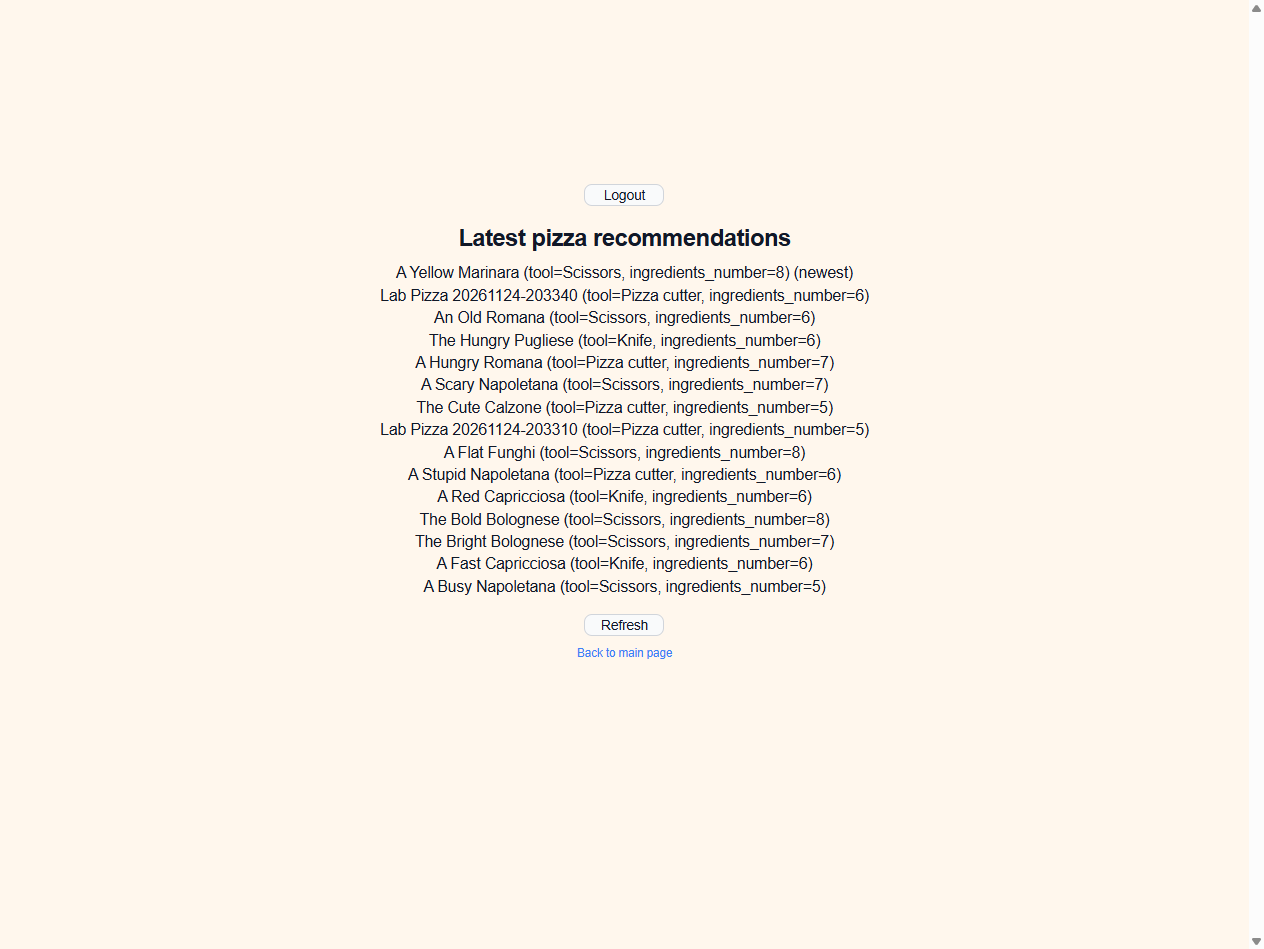 Logout
Latest pizza recommendations
A Yellow Marinara (tool=Scissors, ingredients_number=8) (newest)
Lab Pizza 20261124-203340 (tool=Pizza cutter, ingredients_number=6)
An Old Romana (tool=Scissors, ingredients_number=6)
The Hungry Pugliese (tool=Knife, ingredients_number=6)
A Hungry Romana (tool=Pizza cutter, ingredients_number=7)
A Scary Napoletana (tool=Scissors, ingredients_number=7)
The Cute Calzone (tool=Pizza cutter, ingredients_number=5)
Lab Pizza 20261124-203310 (tool=Pizza cutter, ingredients_number=5)
A Flat Funghi (tool=Scissors, ingredients_number=8)
A Stupid Napoletana (tool=Pizza cutter, ingredients_number=6)
A Red Capricciosa (tool=Knife, ingredients_number=6)
The Bold Bolognese (tool=Scissors, ingredients_number=8)
The Bright Bolognese (tool=Scissors, ingredients_number=7)
A Fast Capricciosa (tool=Knife, ingredients_number=6)
A Busy Napoletana (tool=Scissors, ingredients_number=5)
Refresh
Back to main page